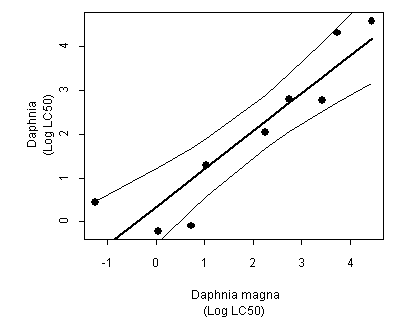 Daphnia
(Log LC50)
4
3
2
1
0
-1 0 1 2 3 4
Daphnia magna
(Log LC50)